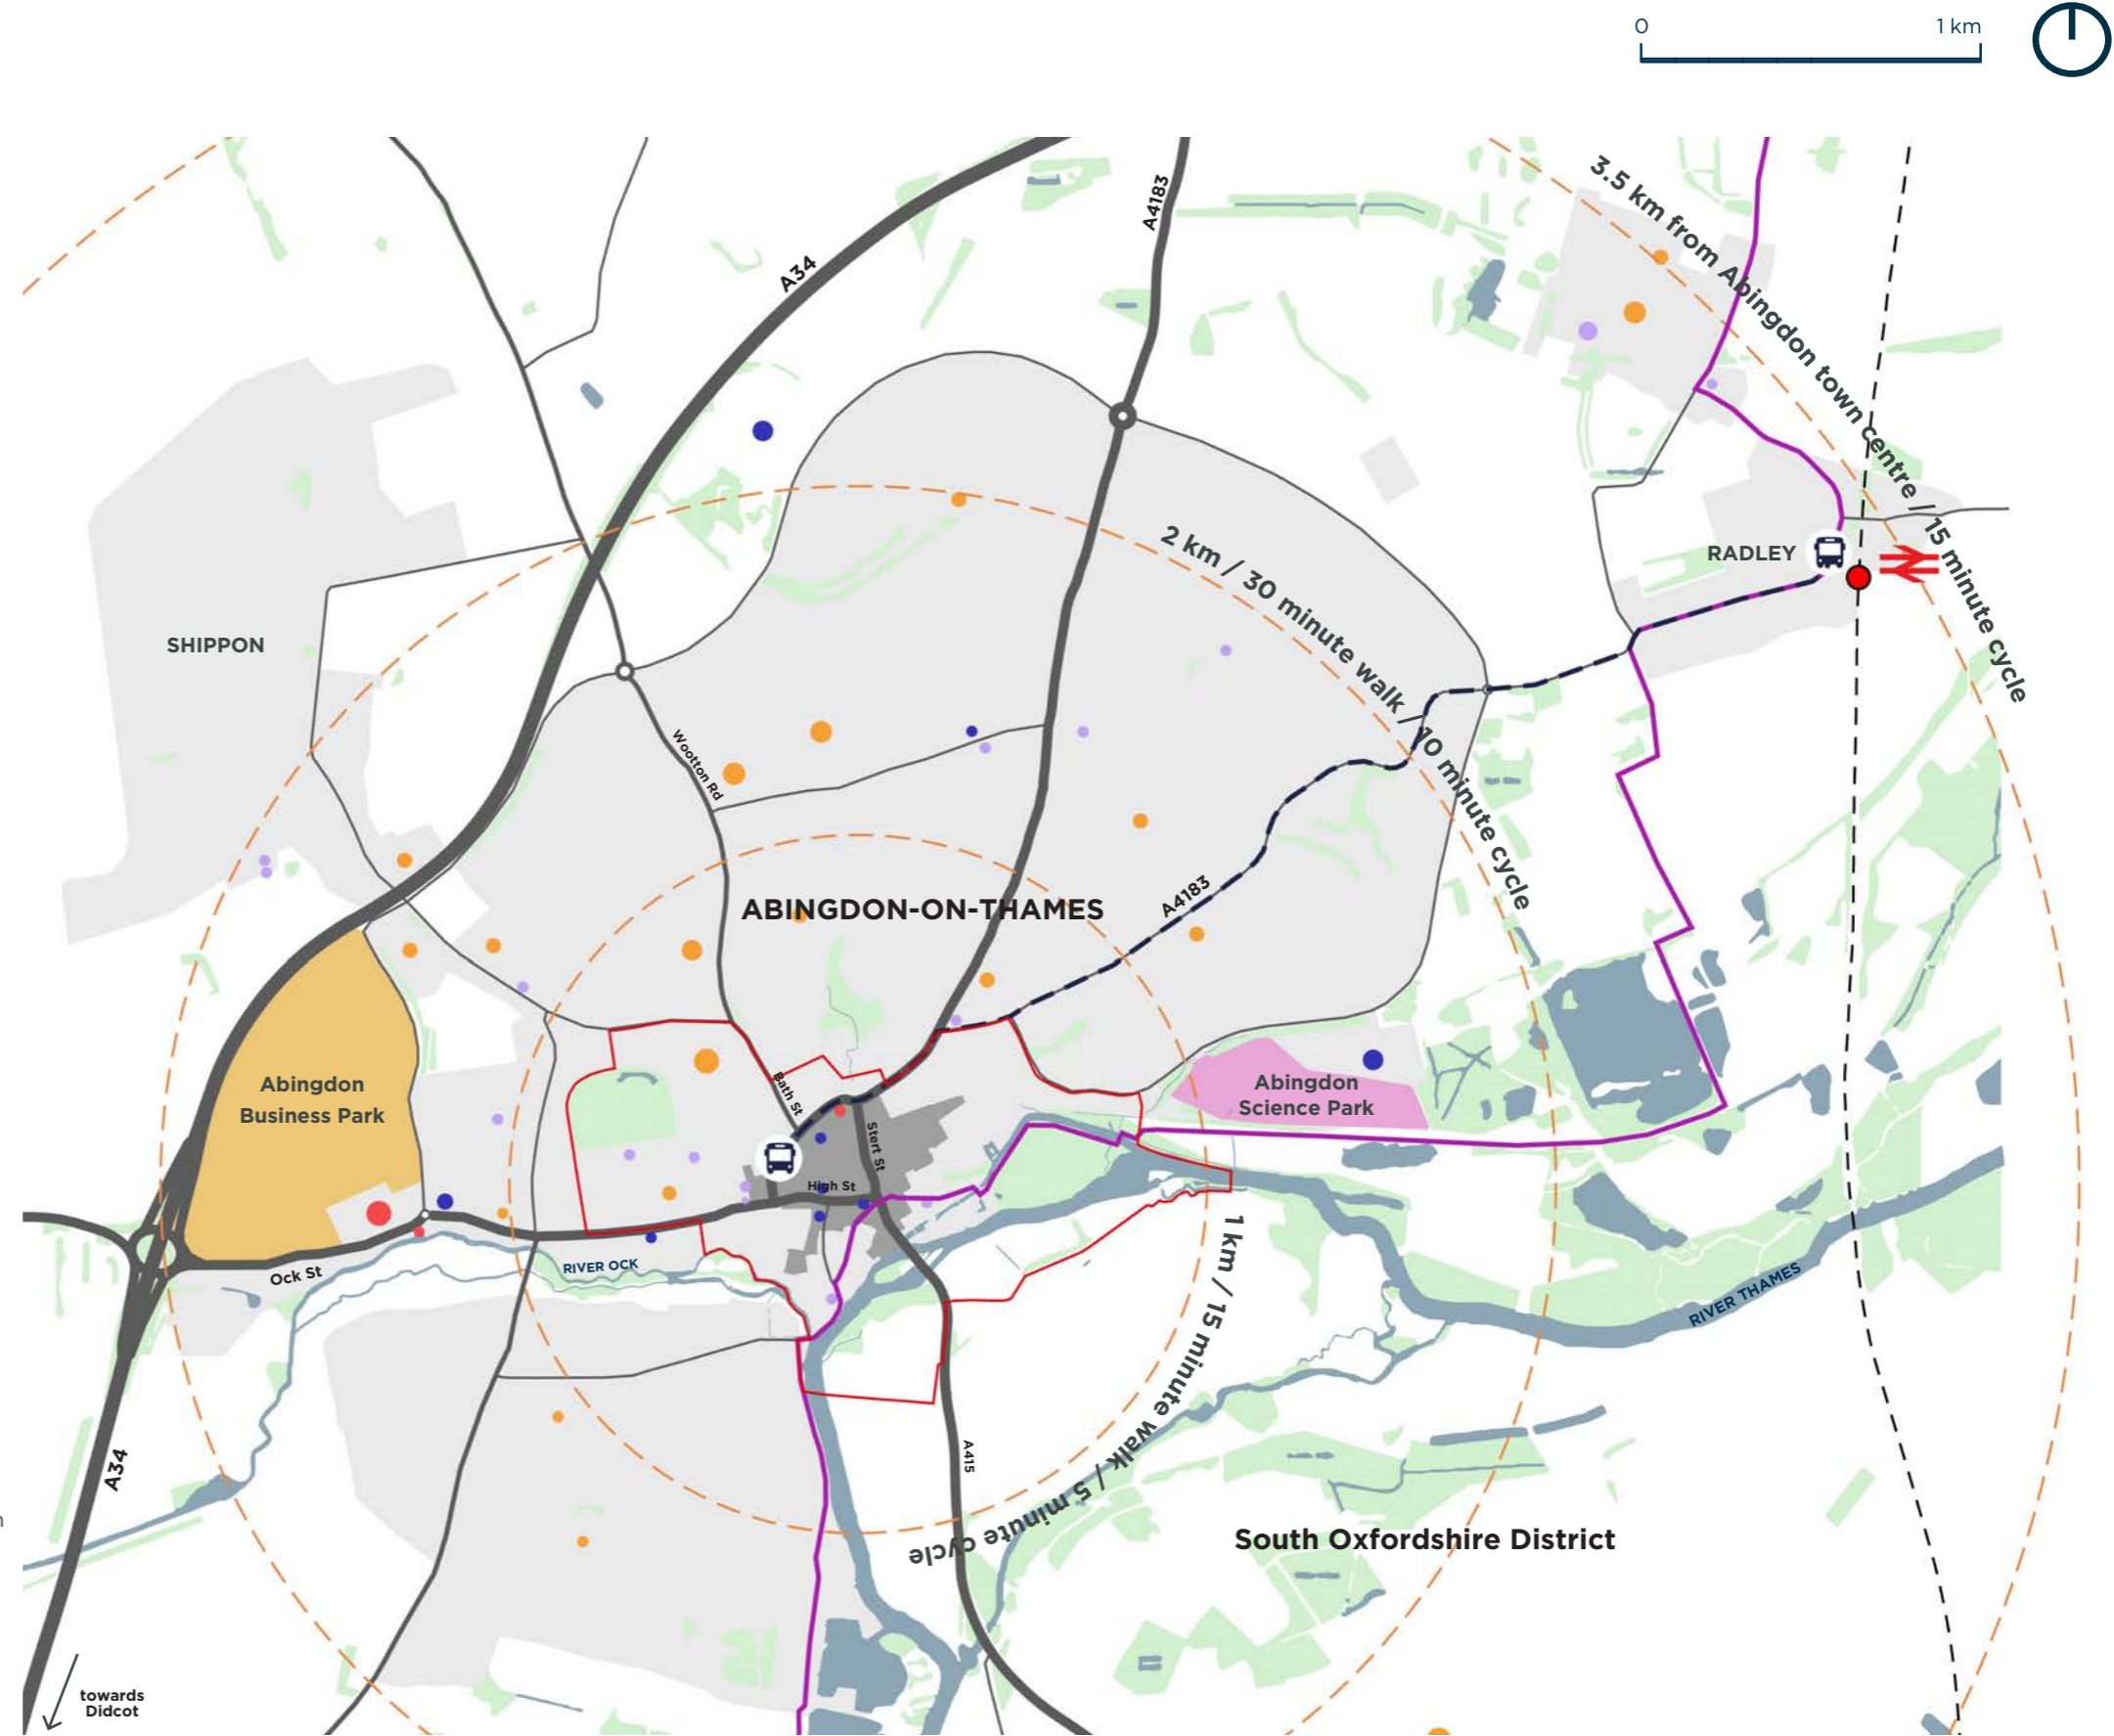 0 1 km
A4183
3.5 km from Abingdon town centre / 15 minute cycle
A34
2 km / 30 minute walk / 10 minute cycle
RADLEY
SHIPPON
Wootton Rd
ABINGDON-ON-THAMES
A4183
Abingdon
Business Park
Bath St
Abingdon
Science Park
Stert St
High St
1 km / 15 minute walk / 5 minute cycle
RIVER OCK
Ock St
RIVER THAMES
A34
A415
South Oxfordshire District
towards
Didcot